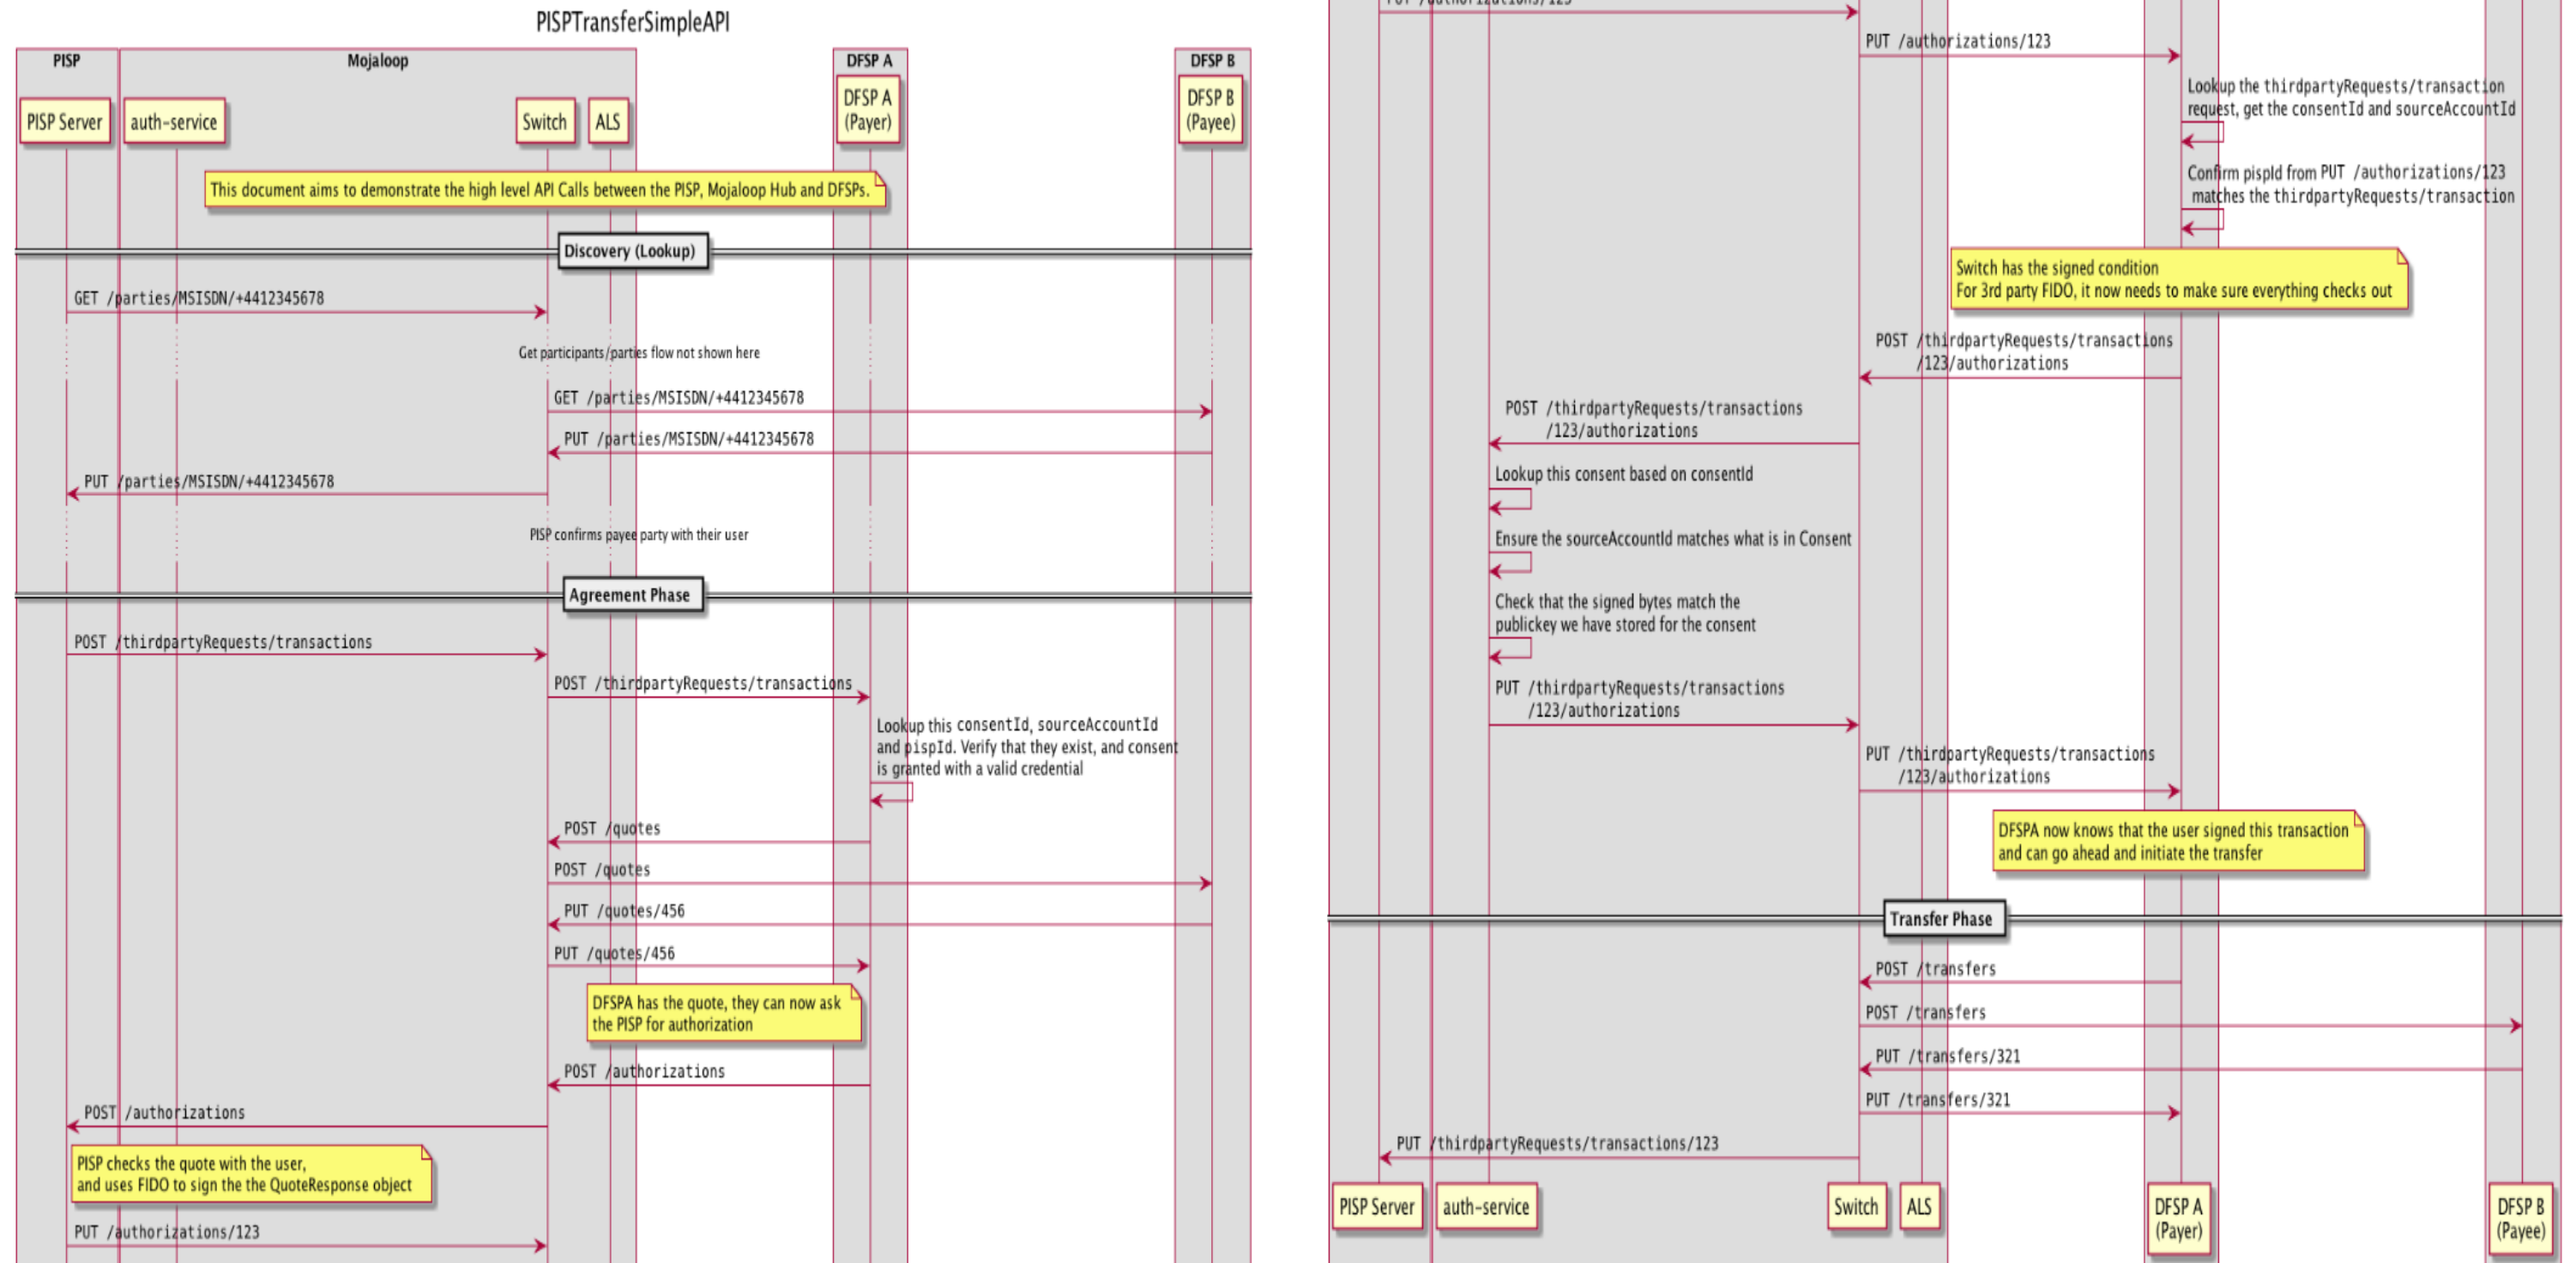 PISPTransferSimpleAPI
PISP
Mojaloop
DFSP A
DFSP B
PISP Server
auth-service
Switch
ALS
DFSP A
(Payer)
DFSP B
(Payee)
This document aims to demonstrate the high level API Calls between the PISP, Mojaloop Hub and DFSPs.
Discovery (Lookup)
GET /parties/MSISDN/+4412345678
Get participants/parties flow not shown here
GET /parties/MSISDN/+4412345678
PUT /parties/MSISDN/+4412345678
PUT /parties/MSISDN/+4412345678
PISP confirms payee party with their user
Agreement Phase
POST /thirdpartyRequests/transactions
POST /thirdpartyRequests/transactions
Lookup this consentId, sourceAccountId
and pispId. Verify that they exist, and consent
is granted with a valid credential
POST /quotes
POST /quotes
PUT /quotes/456
PUT /quotes/456
DFSPA has the quote, they can now ask
the PISP for authorization
POST /authorizations
POST /authorizations
PISP checks the quote with the user,
and uses FIDO to sign the the QuoteResponse object
PUT /authorizations/123
PUT /authorizations/123
PUT /authorizations/123
Lookup the thirdpartyRequests/transaction
request, get the consentId and sourceAccountId
Confirm pispId from PUT /authorizations/123
matches the thirdpartyRequests/transaction
Switch has the signed condition
For 3rd party FIDO, it now needs to make sure everything checks out
POST /thirdpartyRequests/transactions
/123/authorizations
POST /thirdpartyRequests/transactions
/123/authorizations
Lookup this consent based on consentId
Ensure the sourceAccountId matches what is in Consent
Check that the signed bytes match the
publickey we have stored for the consent
PUT /thirdpartyRequests/transactions
/123/authorizations
PUT /thirdpartyRequests/transactions
/123/authorizations
DFSPA now knows that the user signed this transaction
and can go ahead and initiate the transfer
Transfer Phase
POST /transfers
POST /transfers
PUT /transfers/321
PUT /transfers/321
PUT /thirdpartyRequests/transactions/123
PISP Server
auth-service
Switch
ALS
DFSP A
(Payer)
DFSP B
(Payee)